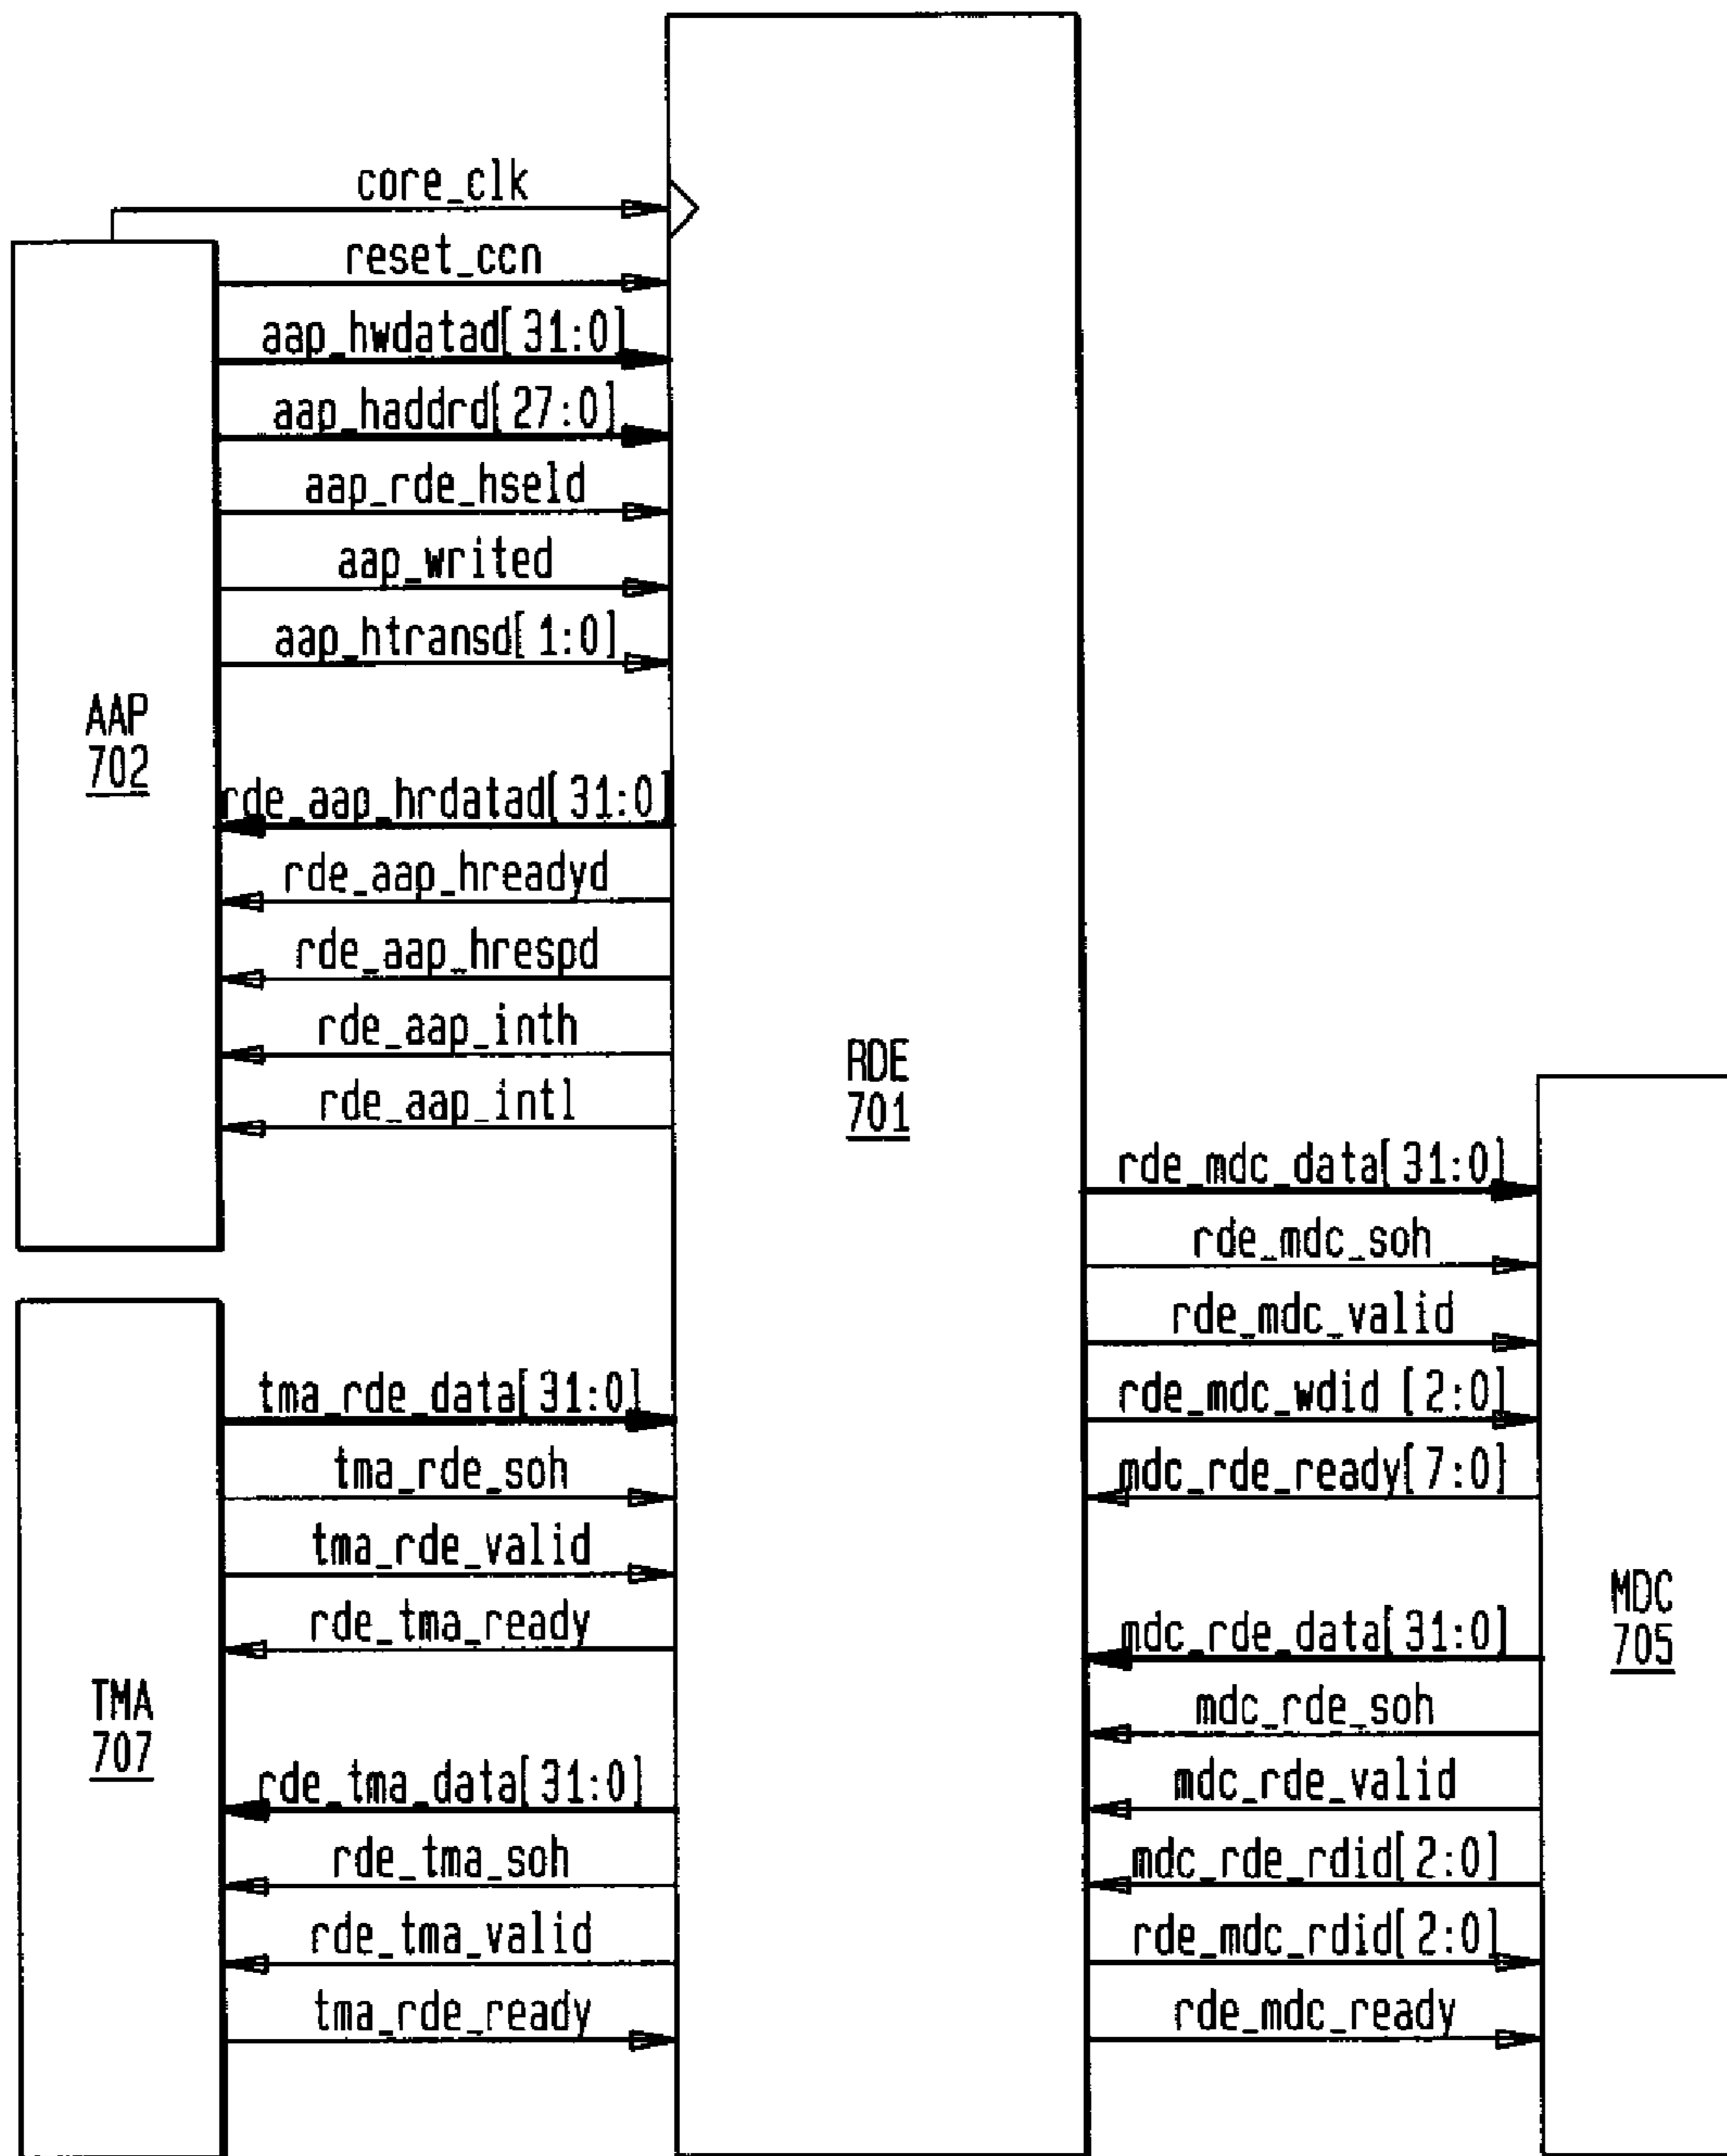 core_clk
reset_ccn
aap_hwdatad[31:0]
aap_haddrd[27:0]
aap_rde_hseld
aap_writed
aap_htransd[1:0]
AAP
702
rde_aap_hrdatad[31:0]
rde_aap_hreadyd
rde_aap_hrespd
rde_aap_inth
rde_aap_intl
RDE
701
rde_mdc_data[31:0]
rde_mdc_soh
rde_mdc_valid
rde_mdc_wdid [2:0]
mdc_rde_ready[7:0]
mdc_rde_data[31:0]
mdc_rde_soh
mdc_rde_valid
mdc_rde_rdid[2:0]
rde_mdc_rdid[2:0]
rde_mdc_ready
MDC
705
tma_rde_data[31:0]
tma_rde_soh
tma_rde_valid
rde_tma_ready
TMA
707
rde_tma_data[31:0]
rde_tma_soh
rde_tma_valid
tma_rde_ready